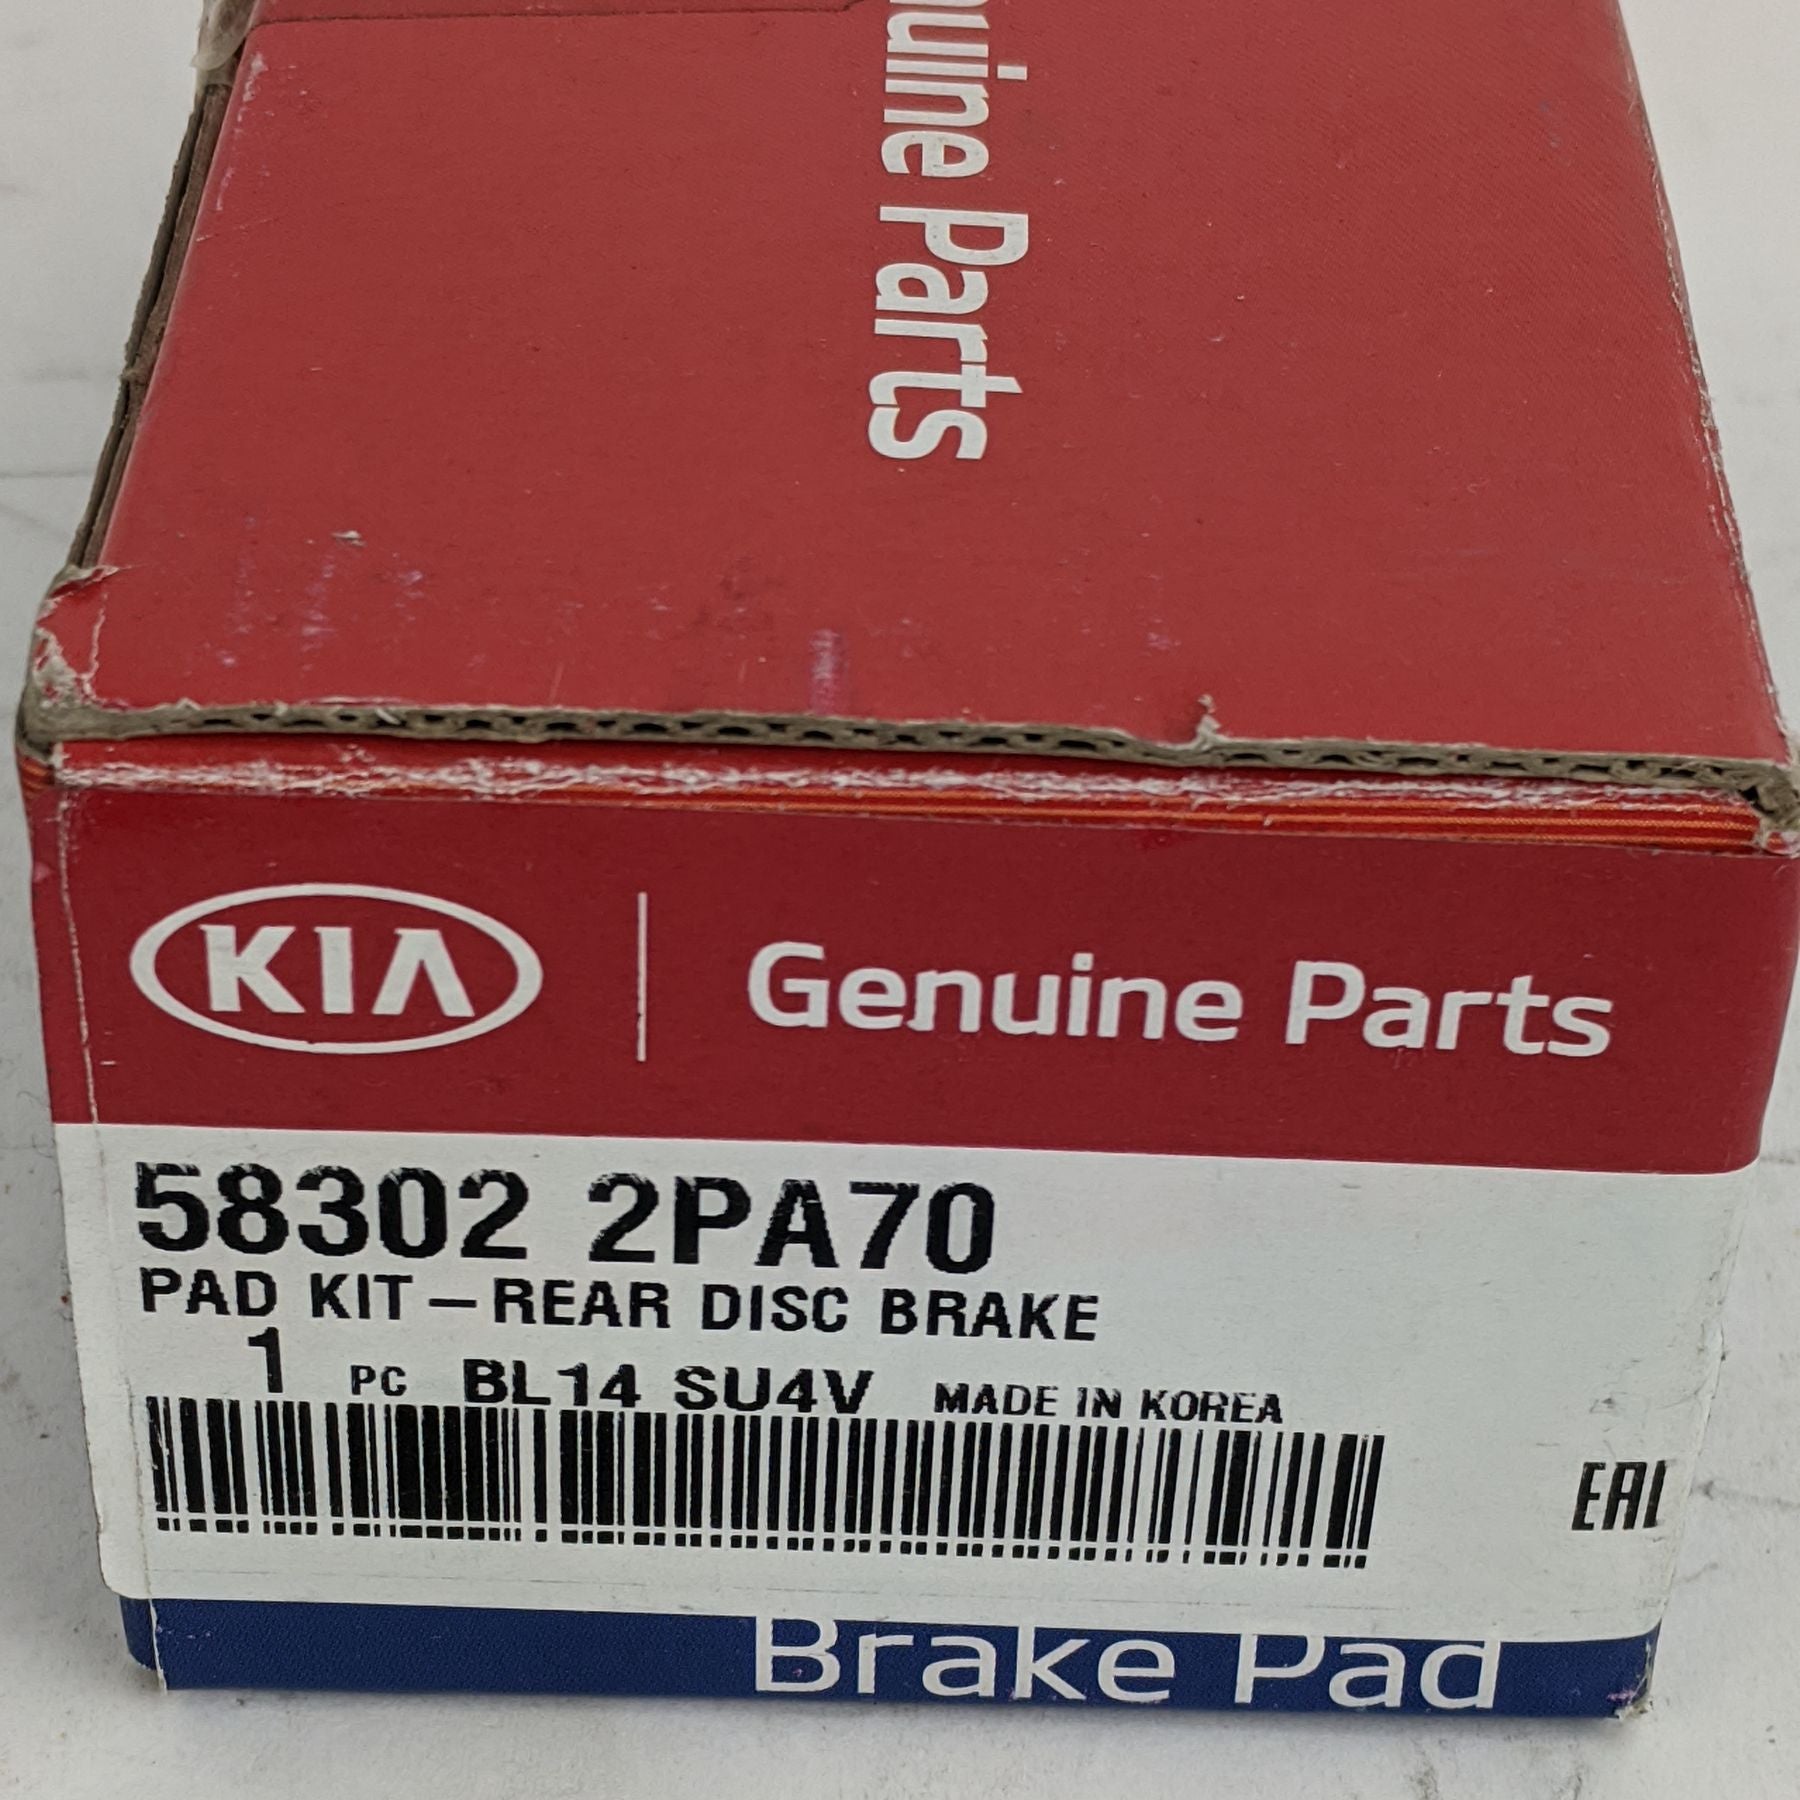 uine Parts
KIA Genuine Parts
58302 2PA70
PAD KIT-REAR DISC BRAKE
1 PC BL14 SU4V MADE IN KOREA
EAC
Brake Pad